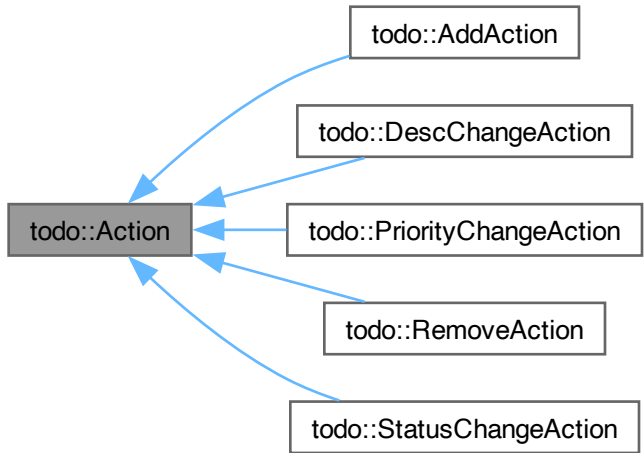 todo::AddAction
todo::DescChangeAction
todo::Action
todo::PriorityChangeAction
todo::RemoveAction
todo::StatusChangeAction